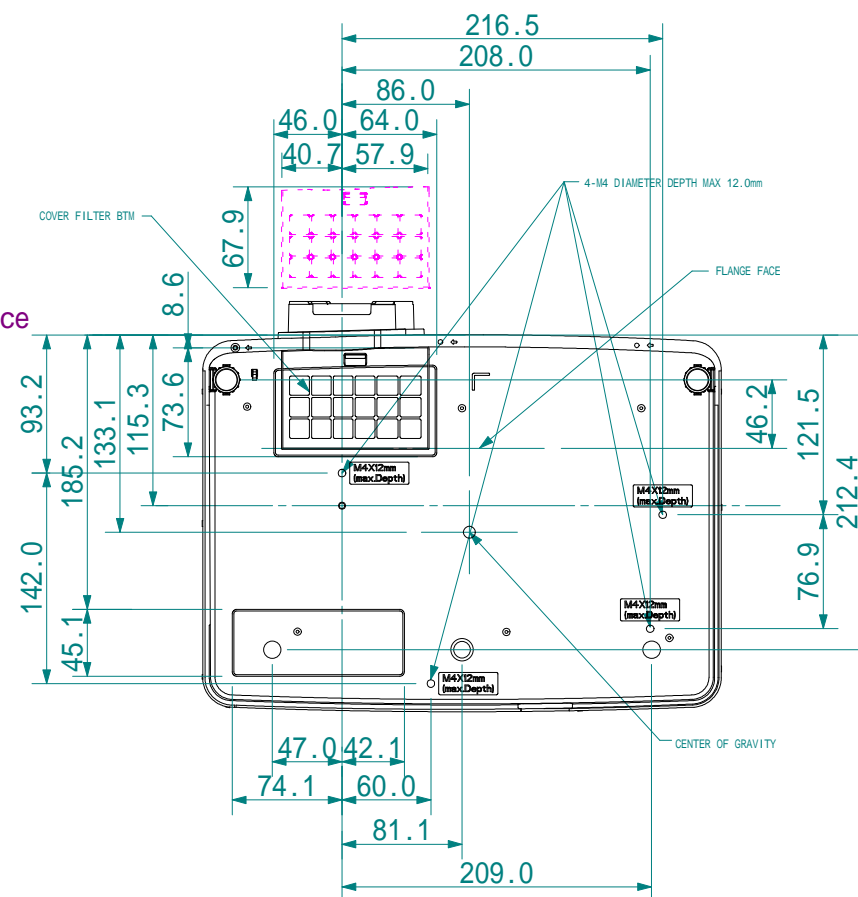 216.5
208.0
86.0
46.0 64.0
40.7 57.9
4-M4 DIAMETER DEPTH MAX 12.0mm
COVER FILTER BTM
67.9
FLANGE FACE
8.6
ce
93.2
185.2
133.1
115.3
73.6
46.2
121.5
212.4
M4X12mm
(max.Depth)
M4X12mm
(max.Depth)
142.0
76.9
M4X12mm
(max.Depth)
45.1
M4X12mm
(max.Depth)
CENTER OF GRAVITY
47.0 42.1
74.1 60.0
81.1
209.0